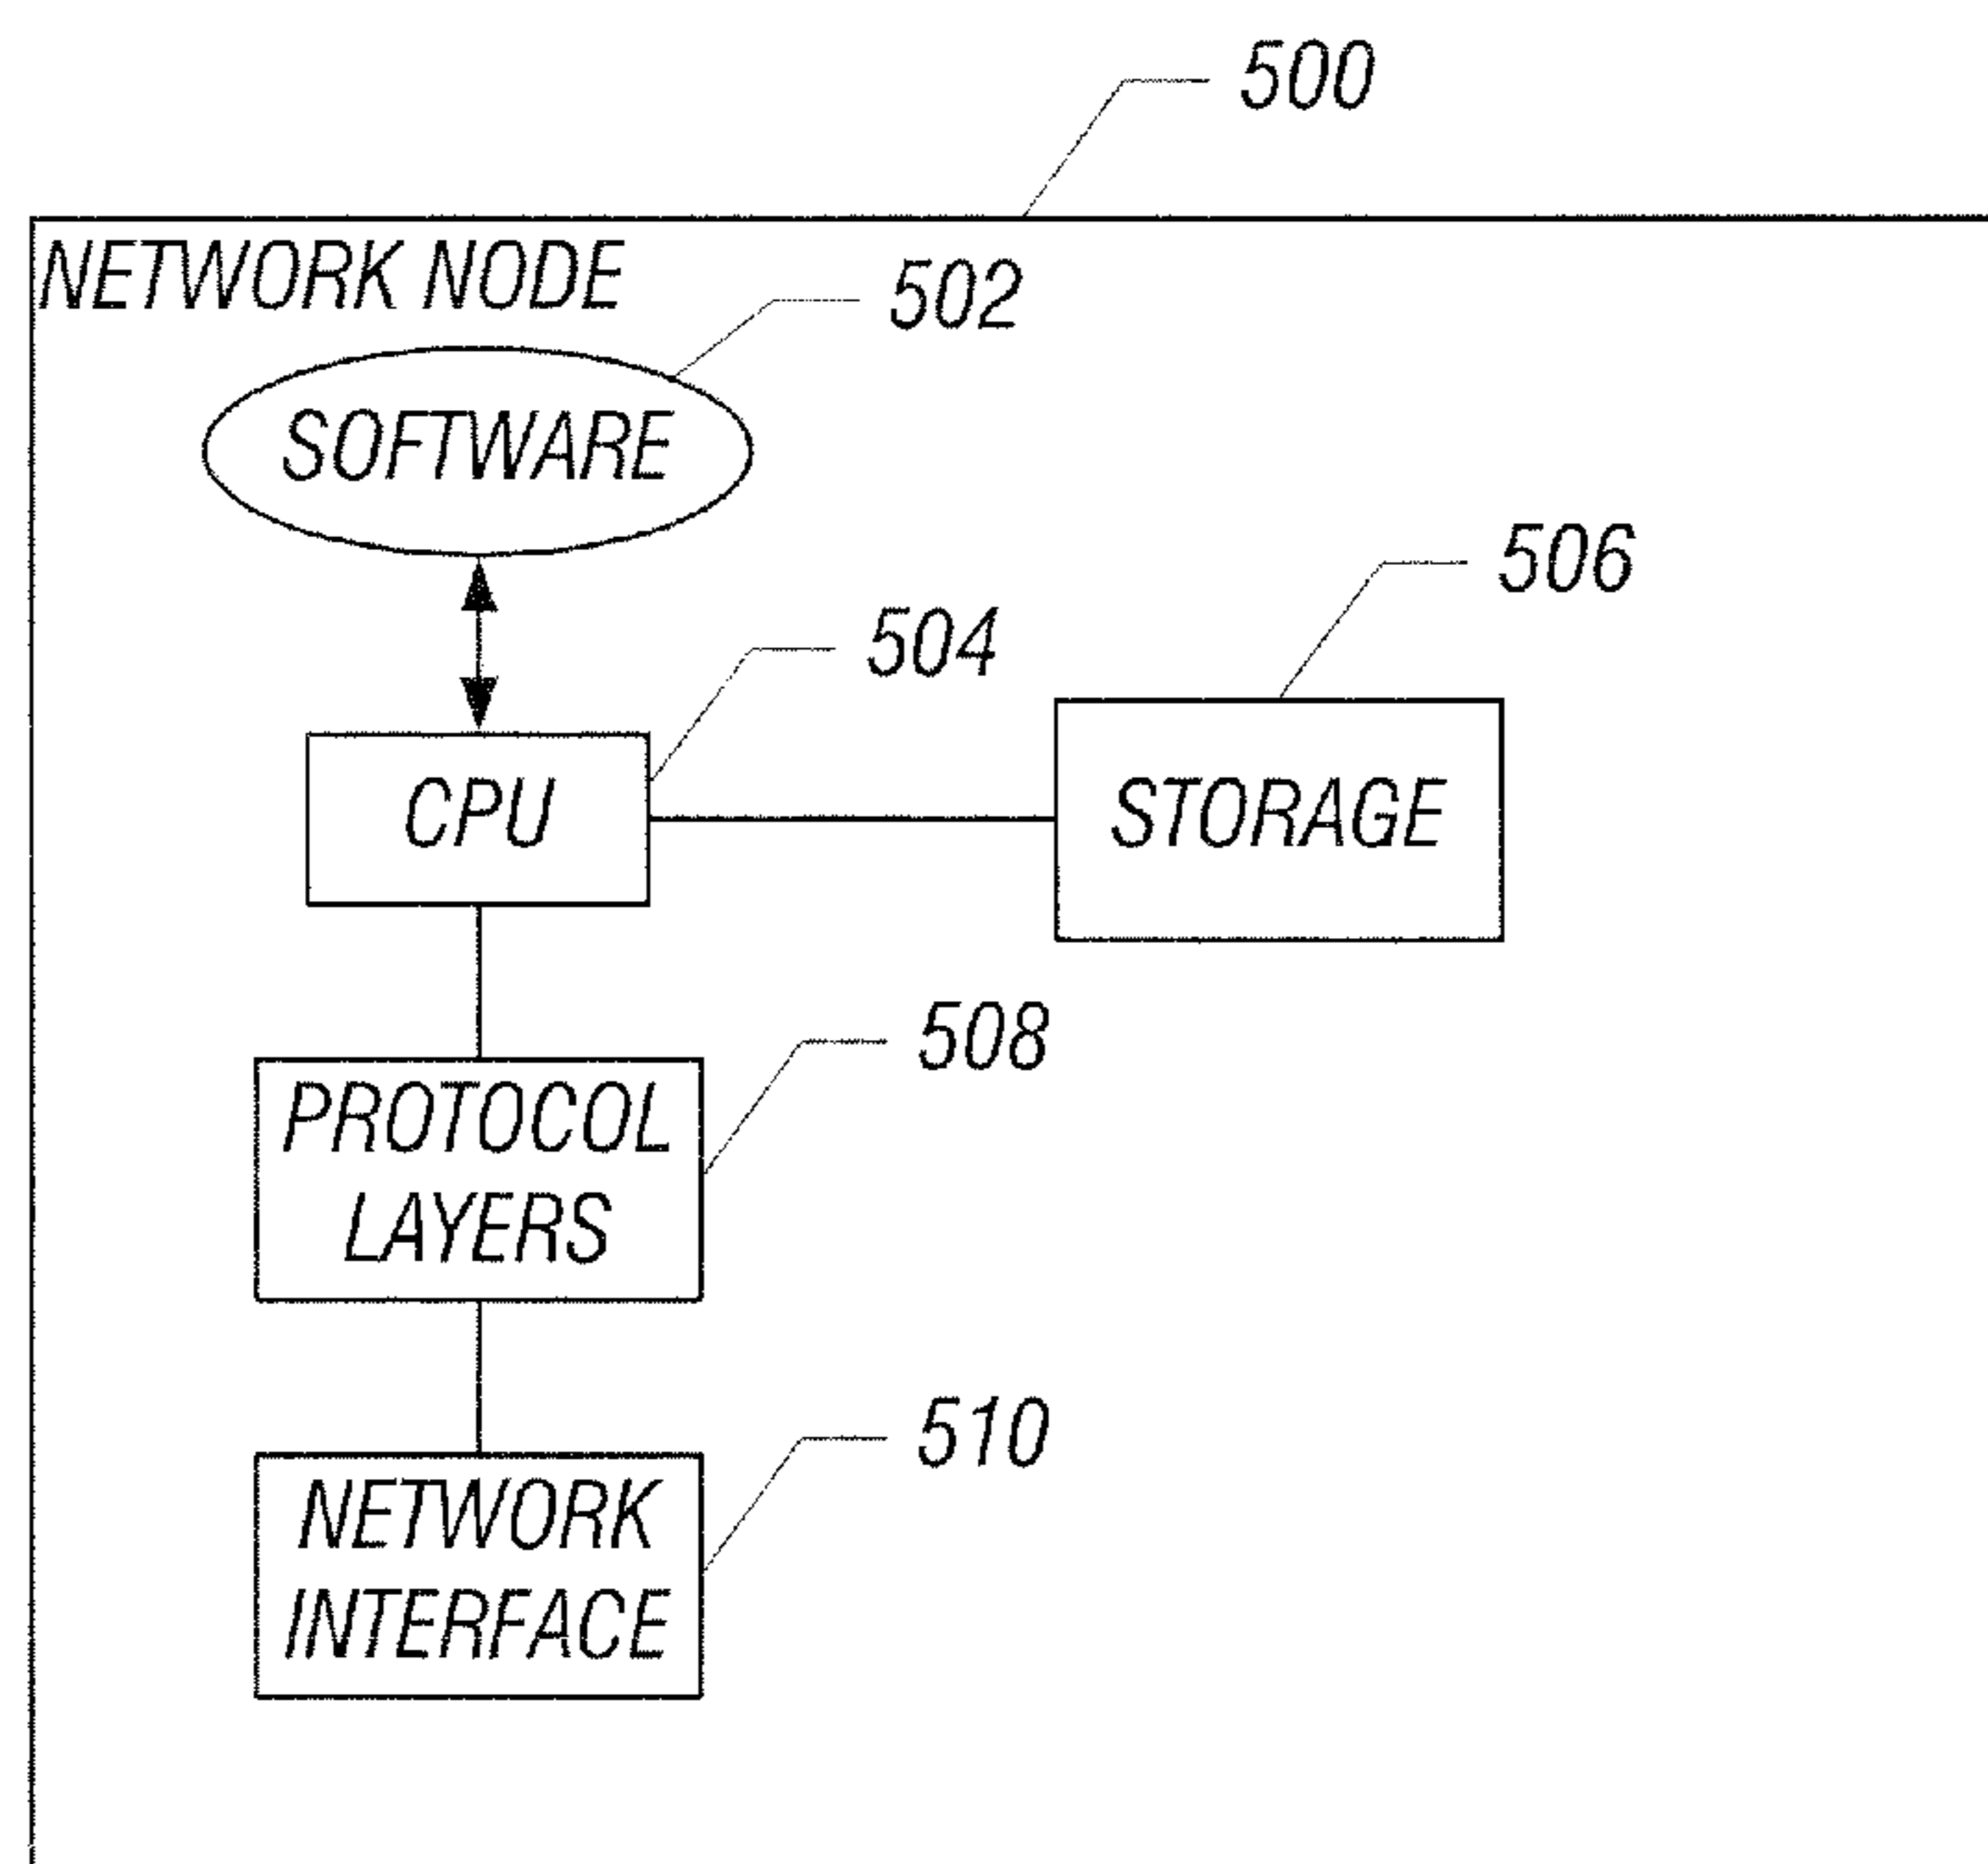 500
NETWORK NODE
502
SOFTWARE
506
504
CPU
STORAGE
508
PROTOCOL
LAYERS
510
NETWORK
INTERFACE